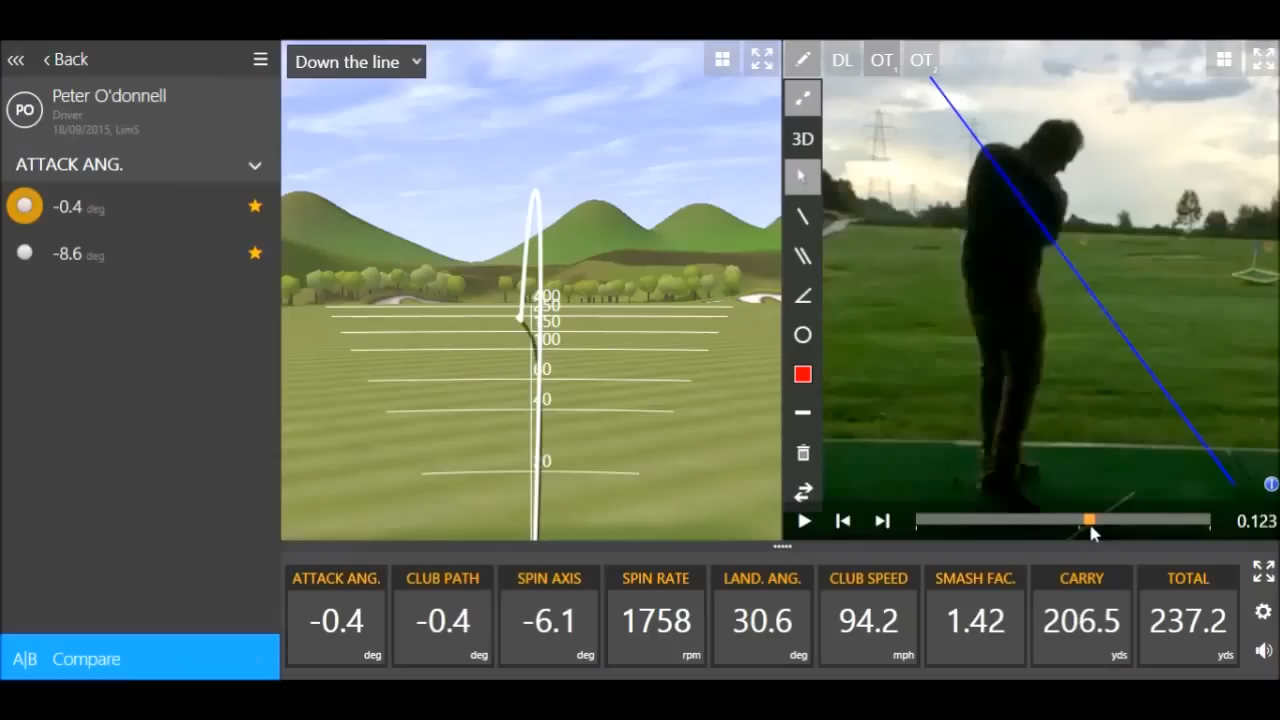 Back
PO
Peter O'donnell
Driver
18/09/2015, LimS
ATTACK ANG.
-0.4 deg
-8.6 deg
A|B Compare
Down the line
400
250
150
100
60
40
20
DL
OT1
OT2
3D
0.123
ATTACK ANG. CLUB PATH SPIN AXIS SPIN RATE LAND. ANG. CLUB SPEED SMASH FAC. CARRY TOTAL
-0.4 -0.4 -6.1 1758 30.6 94.2 1.42 206.5 237.2
deg deg deg rpm deg mph yds yds